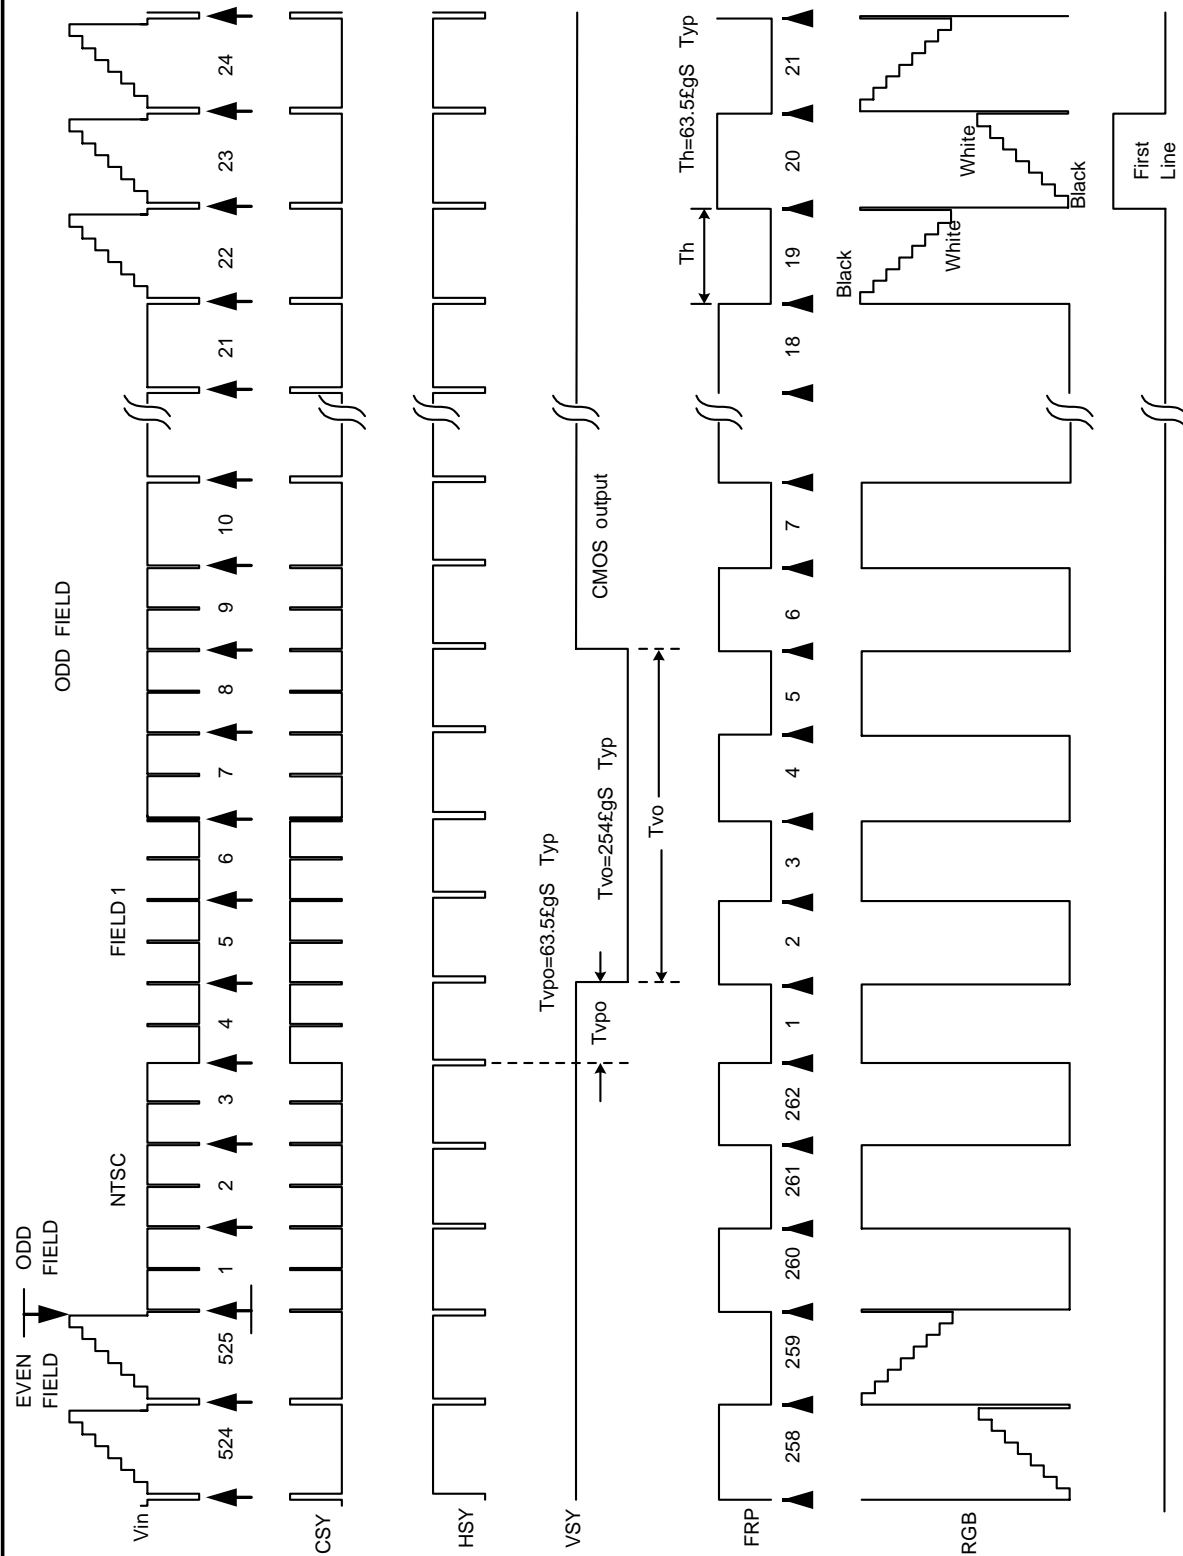 EVEN
FIELD
ODD
FIELD
NTSC
FIELD 1
ODD FIELD
Vin
524
525
1
2
3
4
5
6
7
8
9
10
21
22
23
24
CSY
HSY
Tvpo=63.5£gS Typ
VSY
Tvpo
Tvo=254£gS Typ
Tvo
CMOS output
Th
Th=63.5£gS Typ
FRP
258
259
260
261
262
1
2
3
4
5
6
7
18
19
20
21
RGB
Black
White
White
Black
First
Line